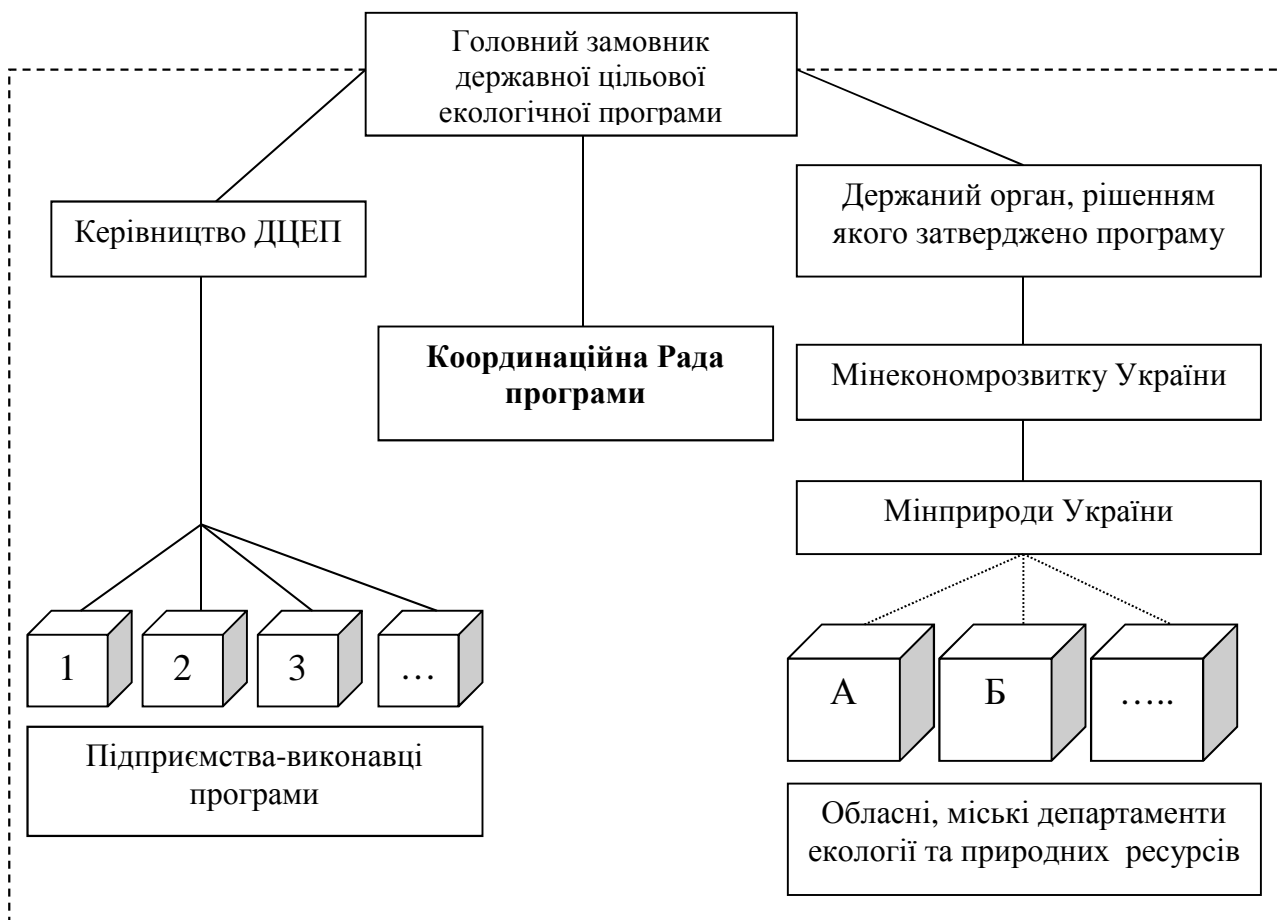 Головний замовник
державної цільової
екологічної програми
Керівництво ДЦЕП
Держаний орган, рішенням
якого затверджено програму
Координаційна Рада
програми
Мінекономрозвитку України
Мінприроди України
1
2
3
…
А
Б
…..
Підприємства-виконавці
програми
Обласні, міські департаменти
екології та природних ресурсів